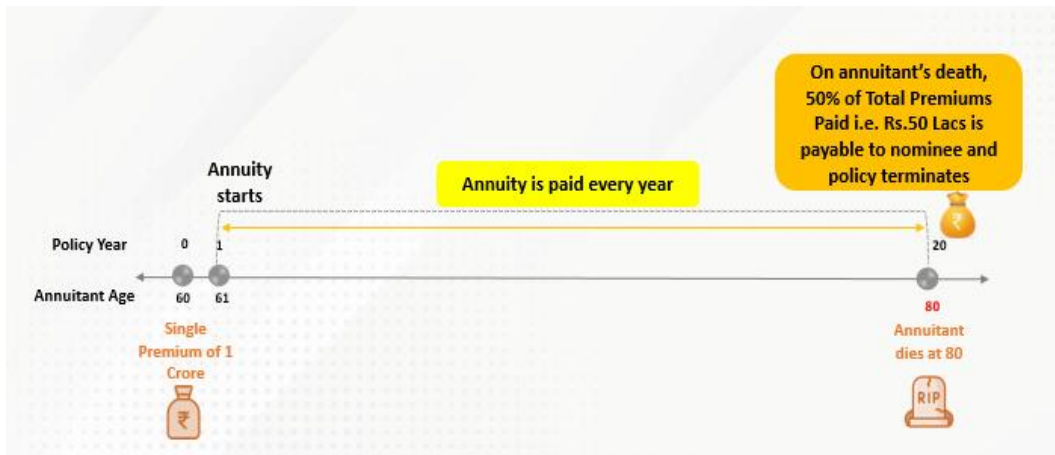 On annuitant's death,
50% of Total Premiums
Paid i.e. Rs.50 Lacs is
payable to nominee and
policy terminates
Annuity
starts
Annuity is paid every year
₹
Policy Year 0 1 20
Annuitant Age 60 61 80
Single
Premium of 1
Crore
₹
Annuitant
dies at 80
RIP